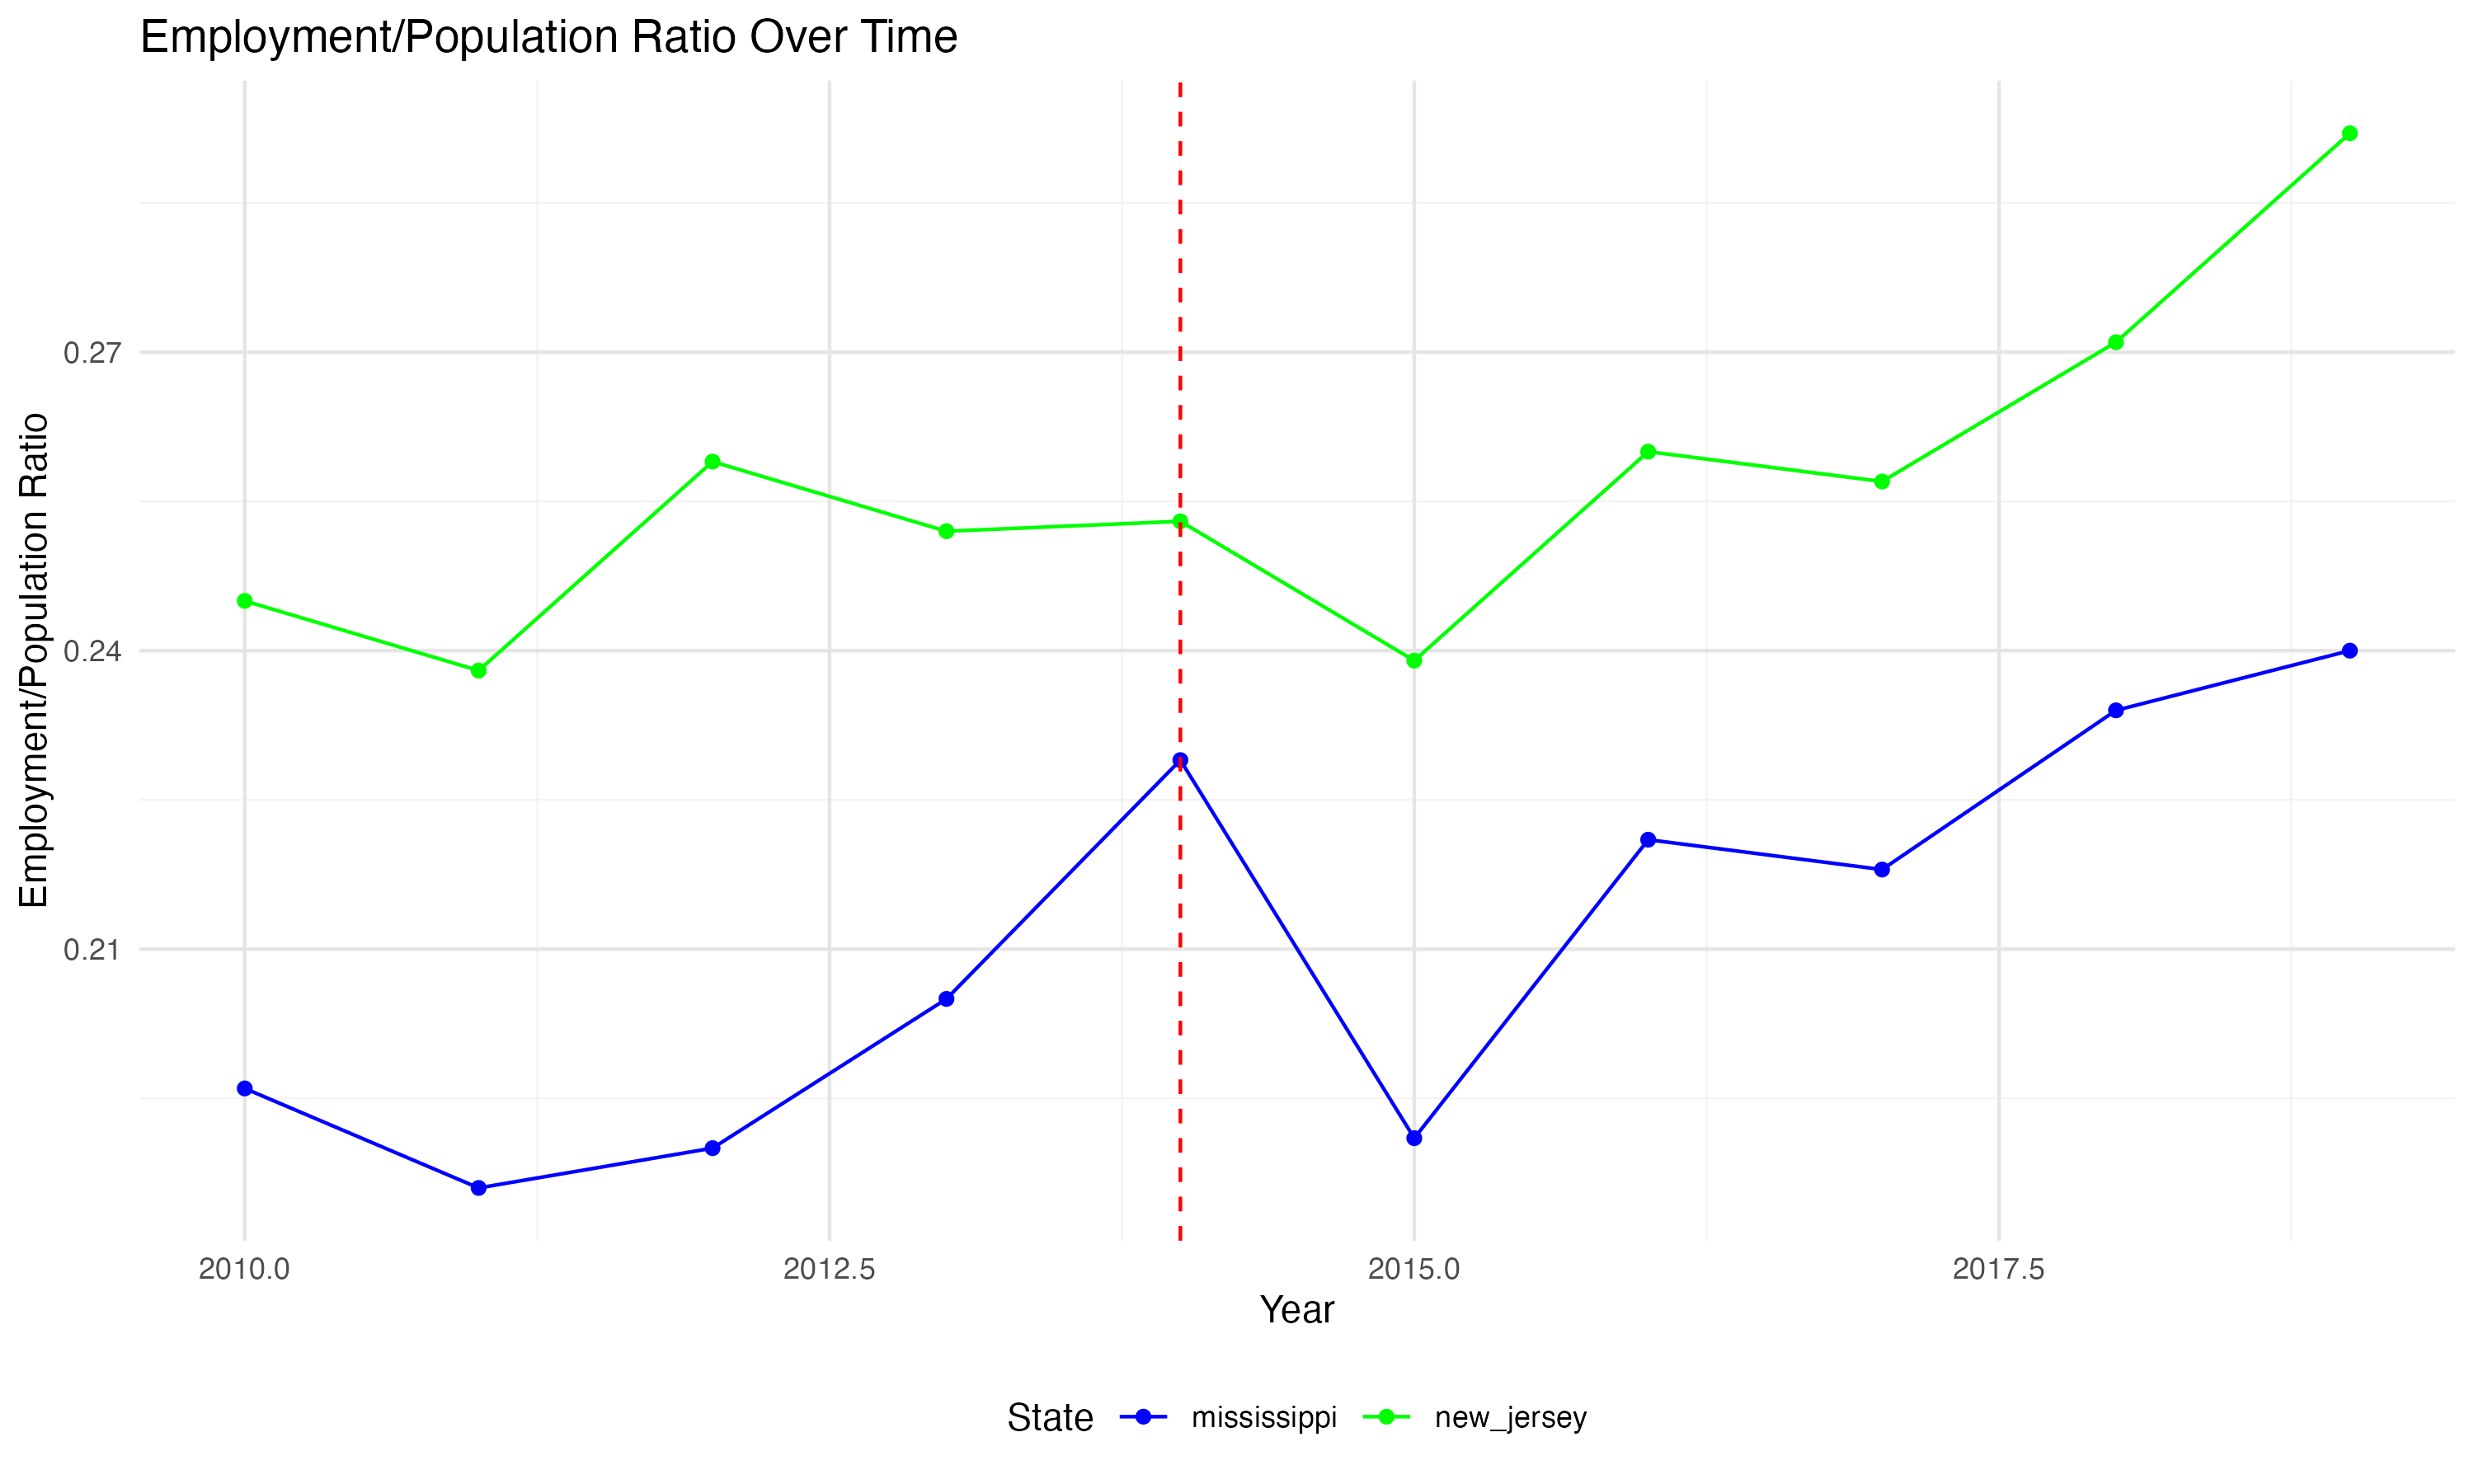 Employment/Population Ratio Over Time
Employment/Population Ratio
0.27
0.24
0.21
2010.0 2012.5 2015.0 2017.5
Year
State mississippi new_jersey